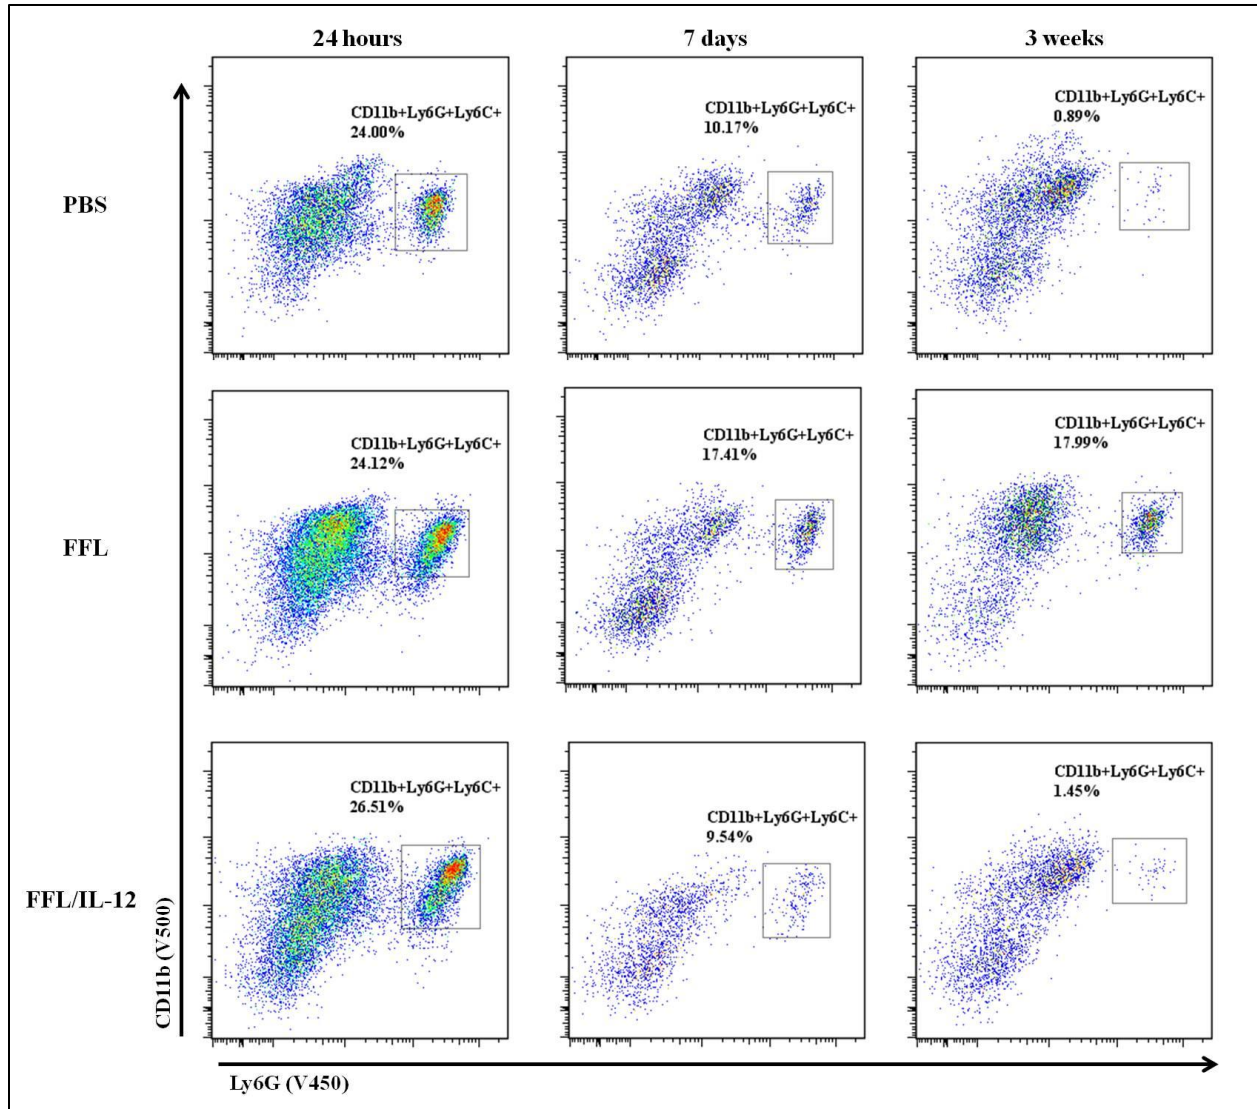 24 hours
7 days
3 weeks
PBS
CD11b+Ly6G+Ly6C+
24.00%
CD11b+Ly6G+Ly6C+
10.17%
CD11b+Ly6G+Ly6C+
0.89%
FFL
CD11b+Ly6G+Ly6C+
24.12%
CD11b+Ly6G+Ly6C+
17.41%
CD11b+Ly6G+Ly6C+
17.99%
FFL/IL-12
CD11b+Ly6G+Ly6C+
26.51%
CD11b+Ly6G+Ly6C+
9.54%
CD11b+Ly6G+Ly6C+
1.45%
CD11b (V500)
Ly6G (V450)